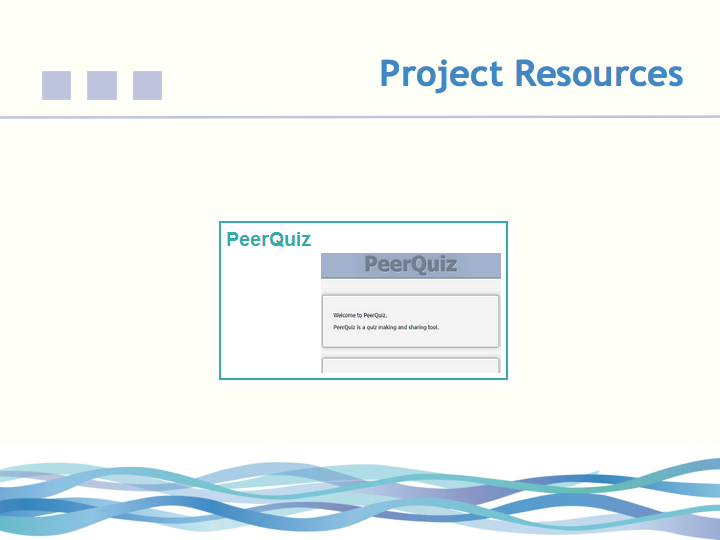 Project Resources
PeerQuiz
PeerQuiz
Welcome to PeerQuiz.
PeerQuiz is a quiz making and sharing tool.